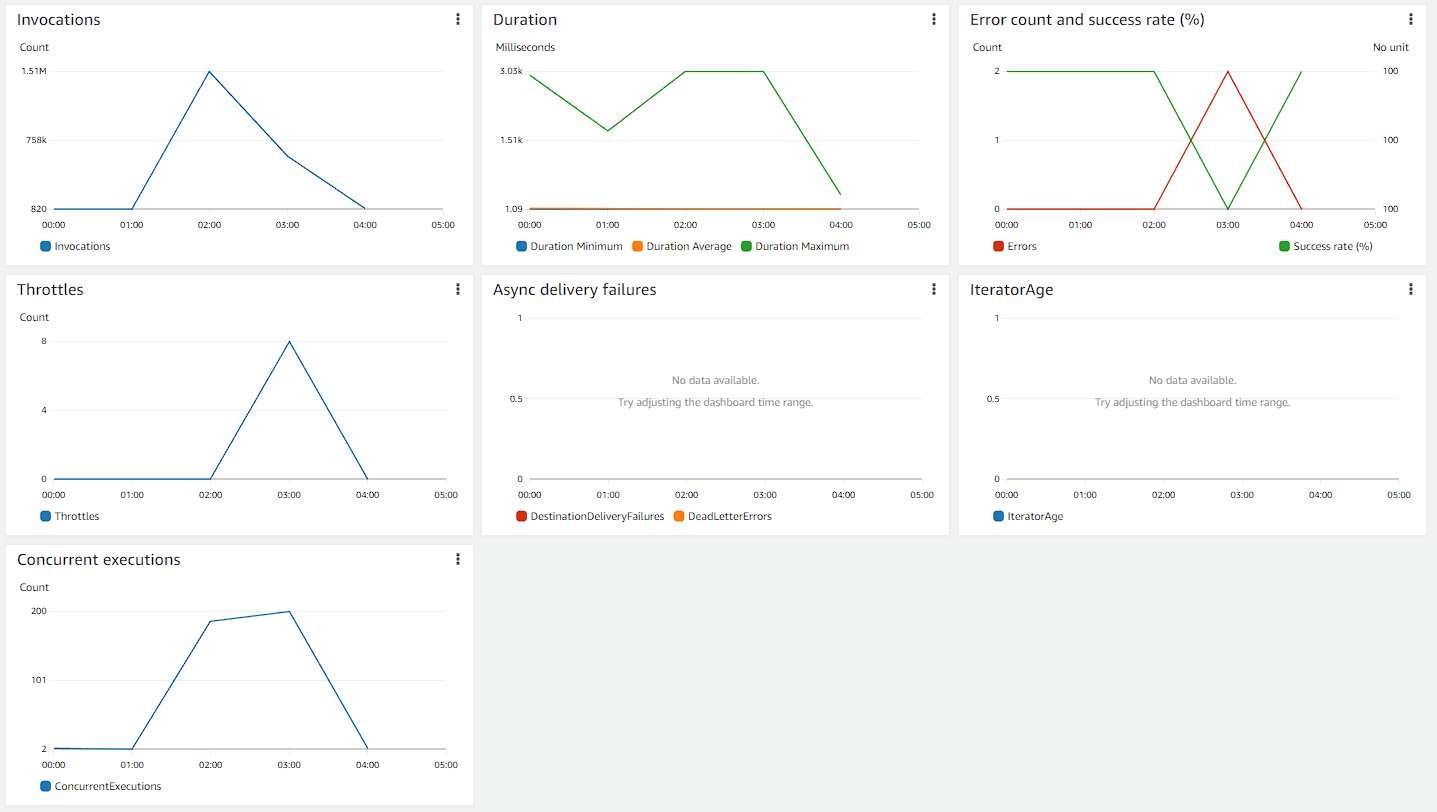 Invocations
Count
1.51M
758k
820
00:00 01:00 02:00 03:00 04:00 05:00
Invocations
Duration
Milliseconds
3.03k
1.51k
1.09
00:00 01:00 02:00 03:00 04:00 05:00
Duration Minimum Duration Average Duration Maximum
Error count and success rate (%)
Count No unit
2 100
1 100
0 100
00:00 01:00 02:00 03:00 04:00 05:00
Errors Success rate (%)
Throttles
Count
8
4
0
00:00 01:00 02:00 03:00 04:00 05:00
Throttles
Async delivery failures
1
No data available.
0.5 Try adjusting the dashboard time range.
0
00:00 01:00 02:00 03:00 04:00 05:00
DestinationDeliveryFailures DeadLetterErrors
IteratorAge
1
No data available.
0.5 Try adjusting the dashboard time range.
0
00:00 01:00 02:00 03:00 04:00 05:00
IteratorAge
Concurrent executions
Count
200
101
2
00:00 01:00 02:00 03:00 04:00 05:00
ConcurrentExecutions